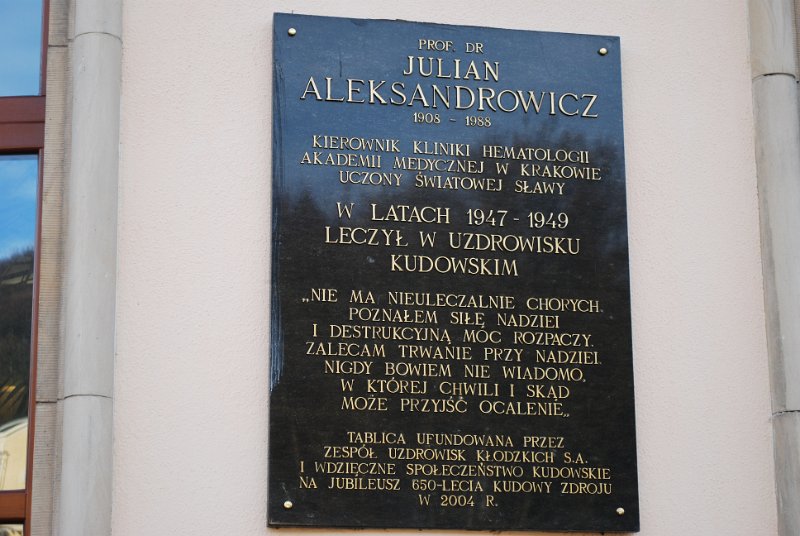 PROF. DR
JULIAN
ALEKSANDROWICZ
1908 - 1988
KIEROWNIK KLINIKI HEMATOLOGII
AKADEMII MEDYCZNEJ W KRAKOWIE
UCZONY ŚWIATOWEJ SŁAWY
W LATACH 1947 - 1949
LECZYŁ W UZDROWISKU
KUDOWSKIM
„NIE MA NIEULECZALNIE CHORYCH.
POZNAŁEM SIŁĘ NADZIEI
I DESTRUKCYJNĄ MOC ROZPACZY.
ZALECAM TRWANIE PRZY NADZIEI.
NIGDY BOWIEM NIE WIADOMO,
W KTÓREJ CHWILI I SKĄD
MOŻE PRZYJŚĆ OCALENIE„
TABLICA UFUNDOWANA PRZEZ
ZESPÓŁ UZDROWISK KŁODZKICH S.A.
I WDZIĘCZNE SPOŁECZEŃSTWO KUDOWSKIE
NA JUBILEUSZ 650-LECIA KUDOWY ZDROJU
W 2004 R.